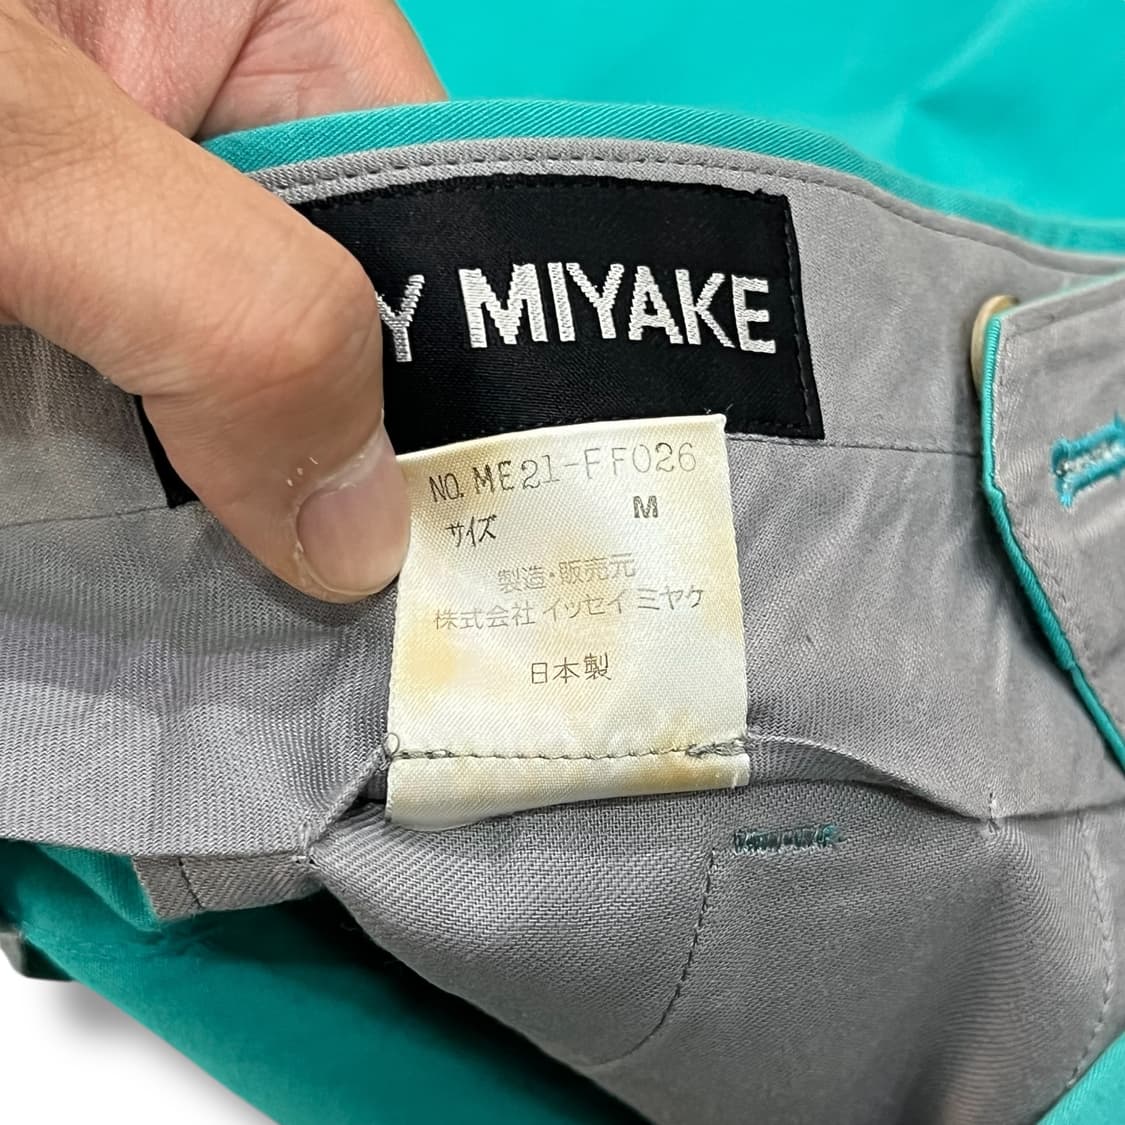 Y MIYAKE
NO. ME21-FF026
サイズ M
製造・販売元
株式会社 イッセイ ミヤケ
日本製